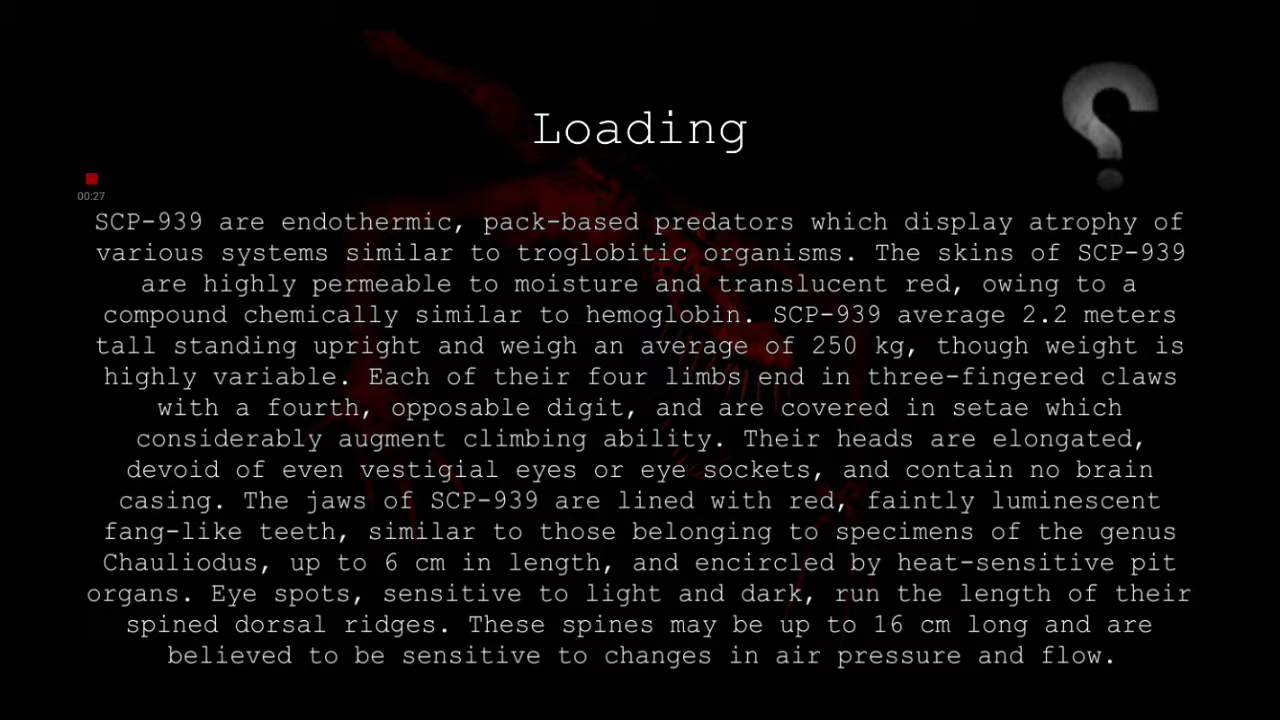 Loading
?
00:27
SCP-939 are endothermic, pack-based predators which display atrophy of
various systems similar to troglobitic organisms. The skins of SCP-939
are highly permeable to moisture and translucent red, owing to a
compound chemically similar to hemoglobin. SCP-939 average 2.2 meters
tall standing upright and weigh an average of 250 kg, though weight is
highly variable. Each of their four limbs end in three-fingered claws
with a fourth, opposable digit, and are covered in setae which
considerably augment climbing ability. Their heads are elongated,
devoid of even vestigial eyes or eye sockets, and contain no brain
casing. The jaws of SCP-939 are lined with red, faintly luminescent
fang-like teeth, similar to those belonging to specimens of the genus
Chauliodus, up to 6 cm in length, and encircled by heat-sensitive pit
organs. Eye spots, sensitive to light and dark, run the length of their
spined dorsal ridges. These spines may be up to 16 cm long and are
believed to be sensitive to changes in air pressure and flow.